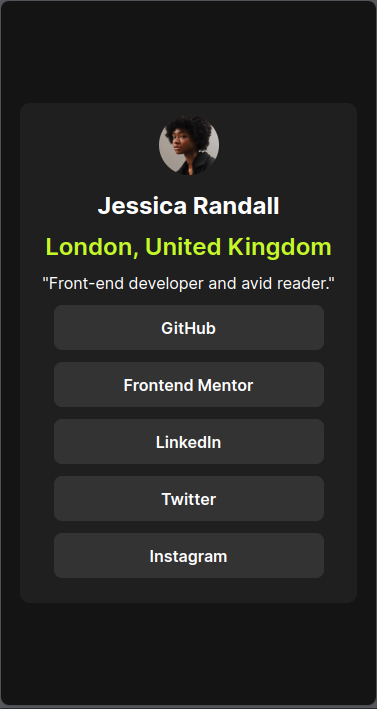 Jessica Randall
London, United Kingdom
"Front-end developer and avid reader."
GitHub
Frontend Mentor
LinkedIn
Twitter
Instagram